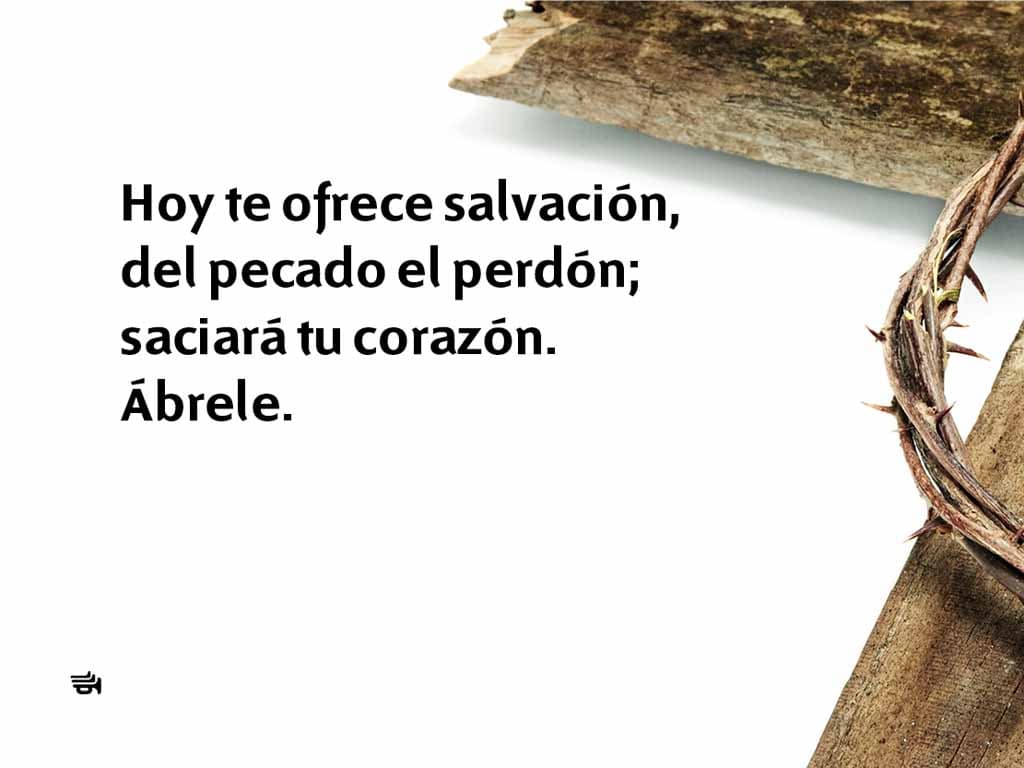 Hoy te ofrece salvación,
del pecado el perdón;
saciará tu corazón.
Ábrele.